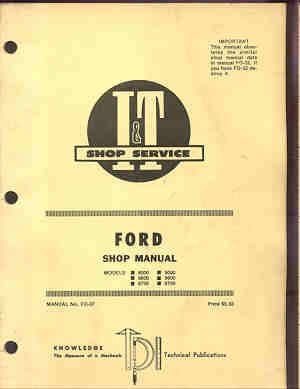 IMPORTANT
This manual obso-
letes the similar
shop manual data
in manual FO-32. If
you have FO-32 de-
stroy it.
I&T
SHOP SERVICE
FORD
SHOP MANUAL
MODELS ■ 8000 ■ 9000
■ 8600 ■ 9600
■ 8700 ■ 9700
MANUAL No. FO-37
Price
KNOWLEDGE
The Measure of a Mechanic
Technical Publications